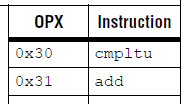 OPX Instruction
0x30 cmpltu
0x31 add